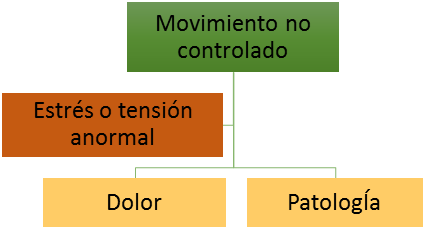 Movimiento no
controlado
Estrés o tensión
anormal
Dolor
PatologÍa